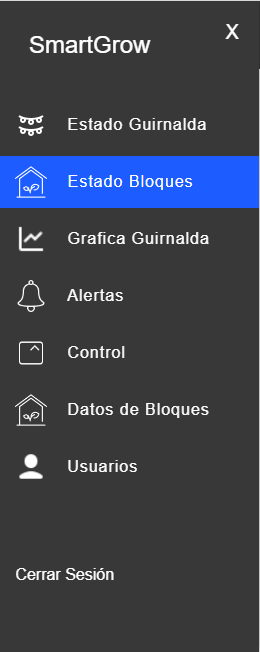 SmartGrow
X
Estado Guirnalda
Estado Bloques
Grafica Guirnalda
Alertas
Control
Datos de Bloques
Usuarios
Cerrar Sesión